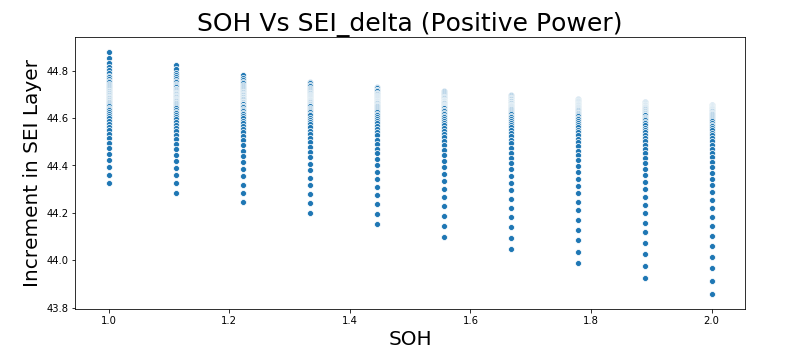 SOH Vs SEI_delta (Positive Power)
Increment in SEI Layer
44.8
44.6
44.4
44.2
44.0
43.8
1.0 1.2 1.4 1.6 1.8 2.0
SOH